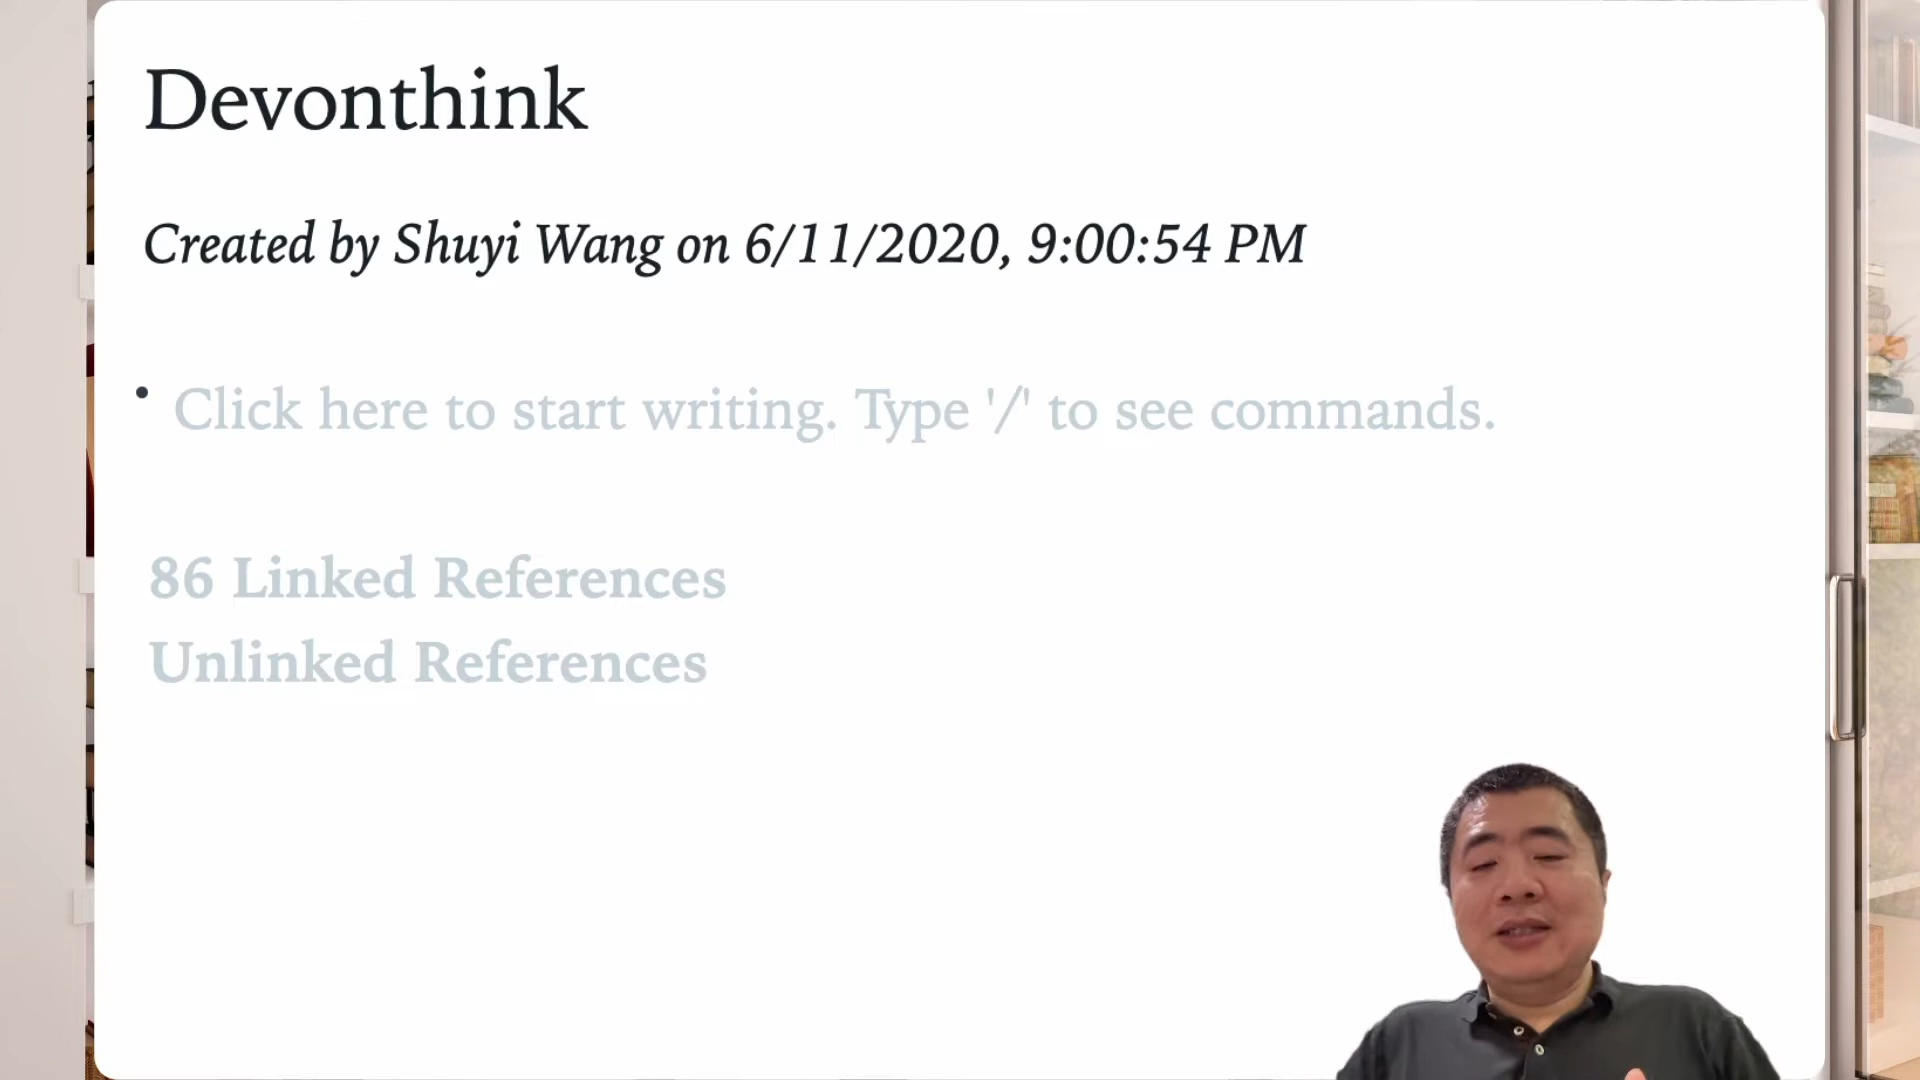 Devonthink
Created by Shuyi Wang on 6/11/2020, 9:00:54 PM
Click here to start writing. Type '/' to see commands.
86 Linked References
Unlinked References